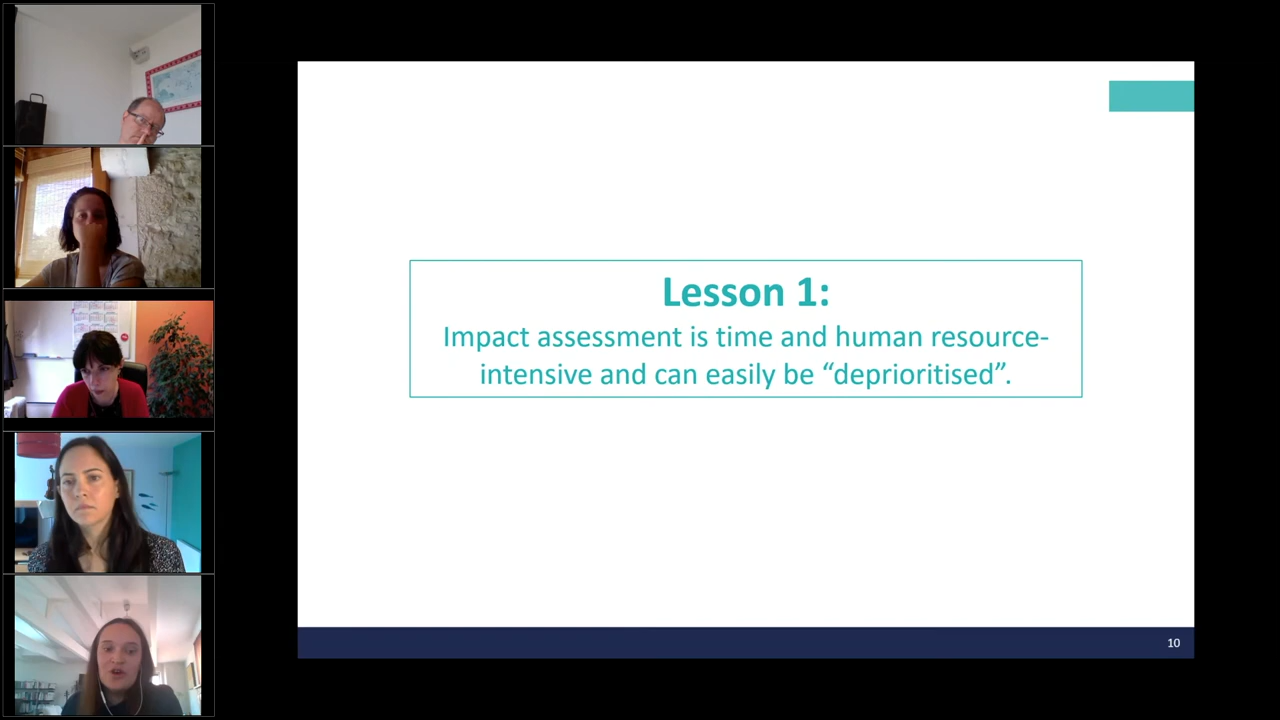 Lesson 1:
Impact assessment is time and human resource-
intensive and can easily be “deprioritised”.
10